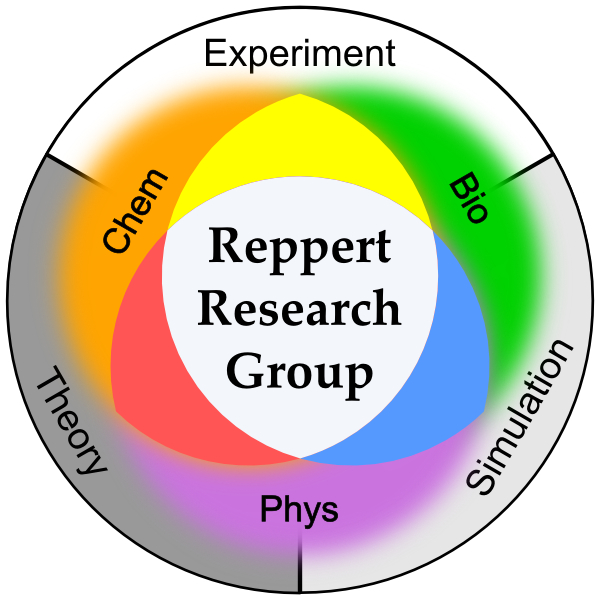 Experiment
Chem
Bio
Reppert
Research
Group
Theory
Simulation
Phys